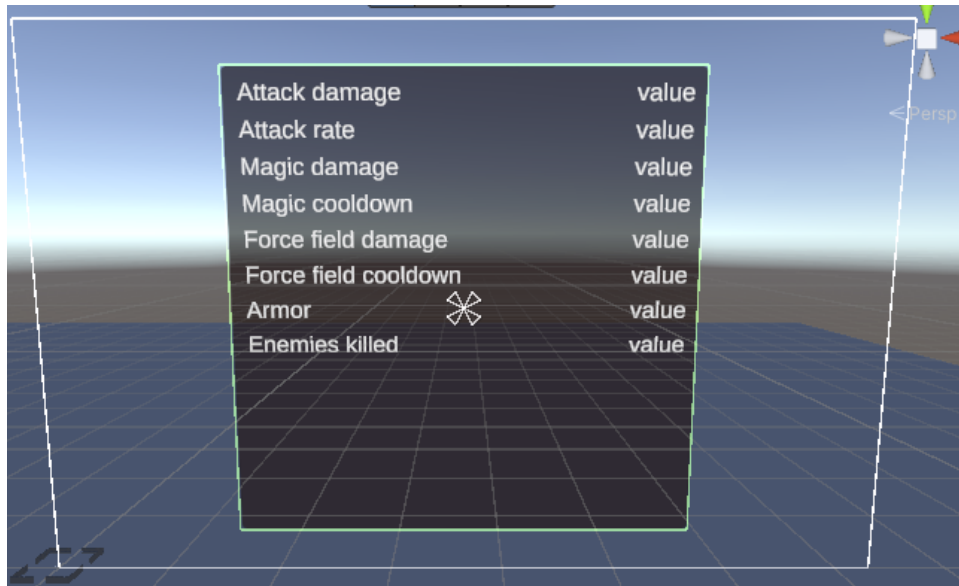 Attack damage value
Attack rate value
Magic damage value
Magic cooldown value
Force field damage value
Force field cooldown value
Armor value
Enemies killed value
Persp